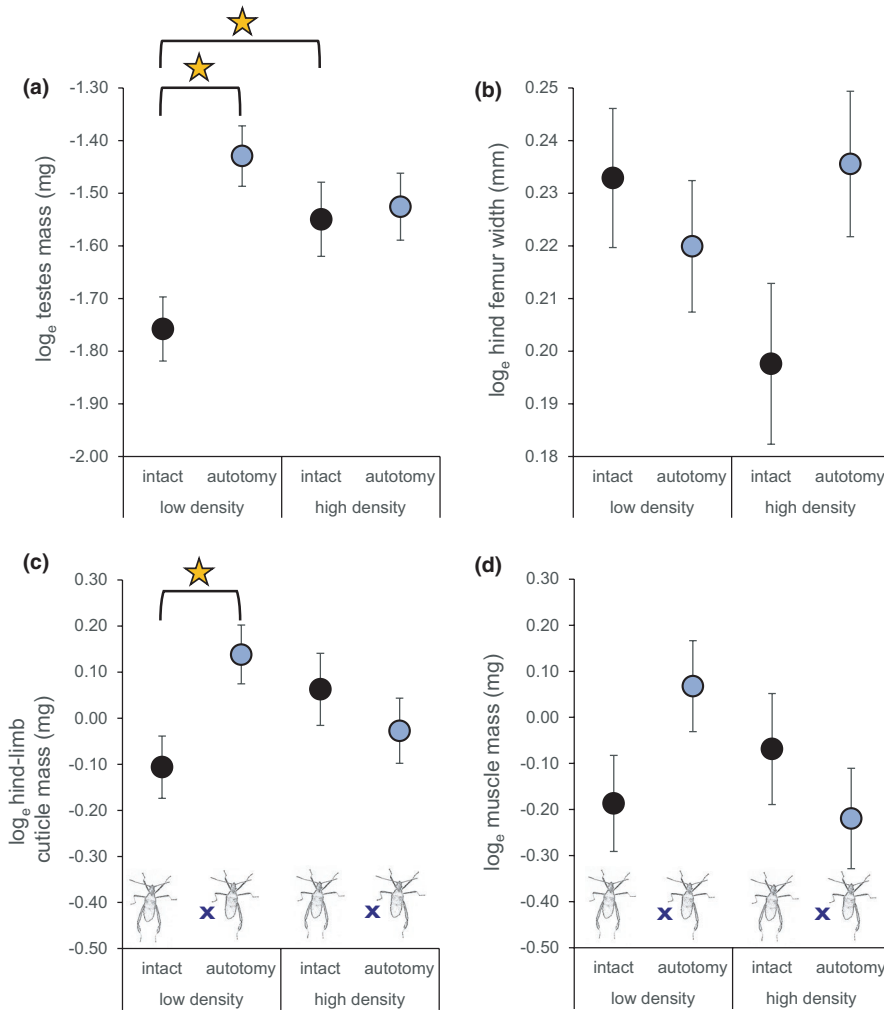 (a)
log_e testes mass (mg)
-1.30
-1.40
-1.50
-1.60
-1.70
-1.80
-1.90
-2.00
intact autotomy intact autotomy
low density high density
(b)
log_e hind femur width (mm)
0.25
0.24
0.23
0.22
0.21
0.20
0.19
0.18
intact autotomy intact autotomy
low density high density
(c)
log_e hind-limb
cuticle mass (mg)
0.30
0.20
0.10
0.00
-0.10
-0.20
-0.30
-0.40
-0.50
x x
intact autotomy intact autotomy
low density high density
(d)
log_e muscle mass (mg)
0.30
0.20
0.10
0.00
-0.10
-0.20
-0.30
-0.40
-0.50
x x
intact autotomy intact autotomy
low density high density